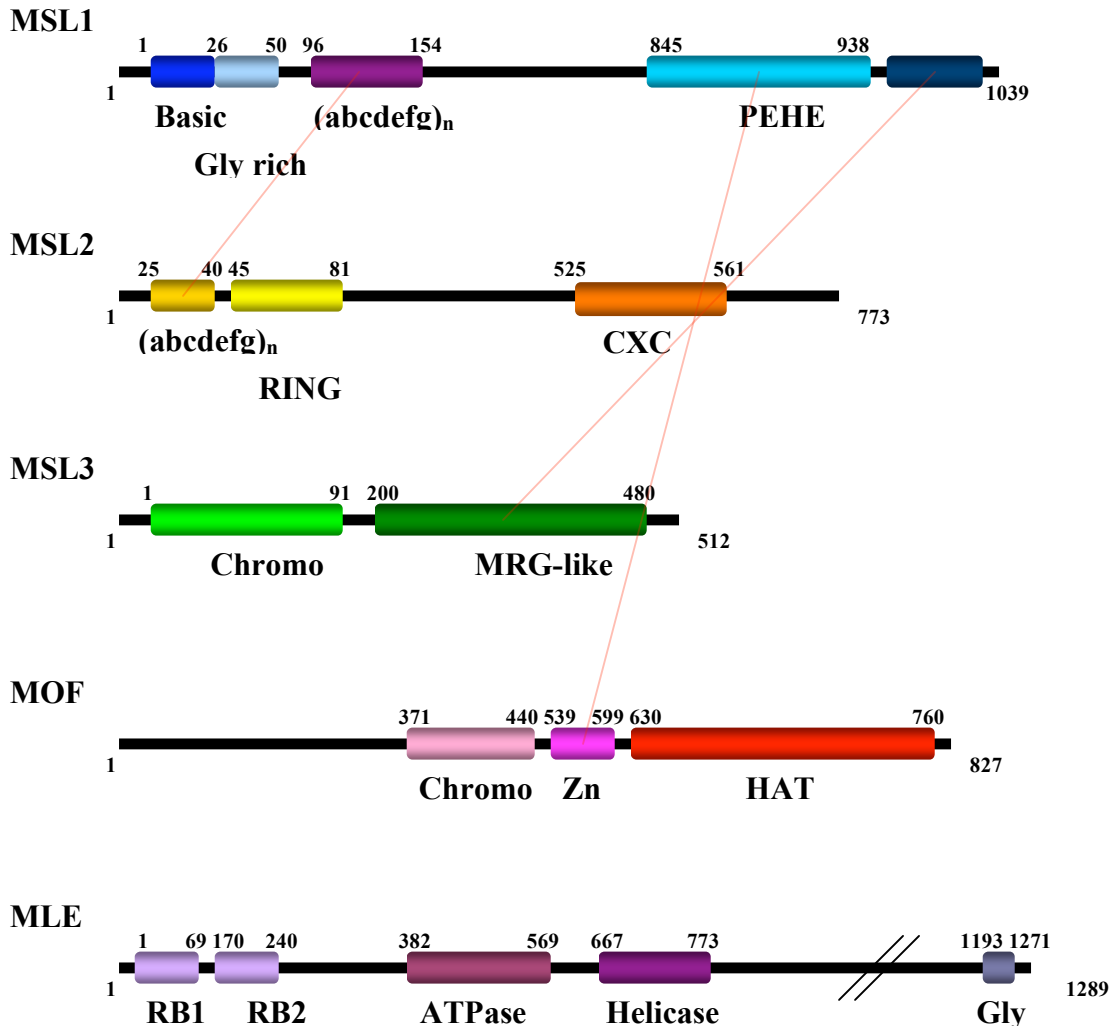 MSL1
1 26 50 96 154 845 938
1 1039
Basic (abcdefg)n PEHE
Gly rich
MSL2
25 40 45 81 525 561
1 773
(abcdefg)n CXC
RING
MSL3
1 91 200 480
1 512
Chromo MRG-like
MOF
371 440 539 599 630 760
1 827
Chromo Zn HAT
MLE
1 69 170 240 382 569 667 773 1193 1271
1 1289
RB1 RB2 ATPase Helicase Gly